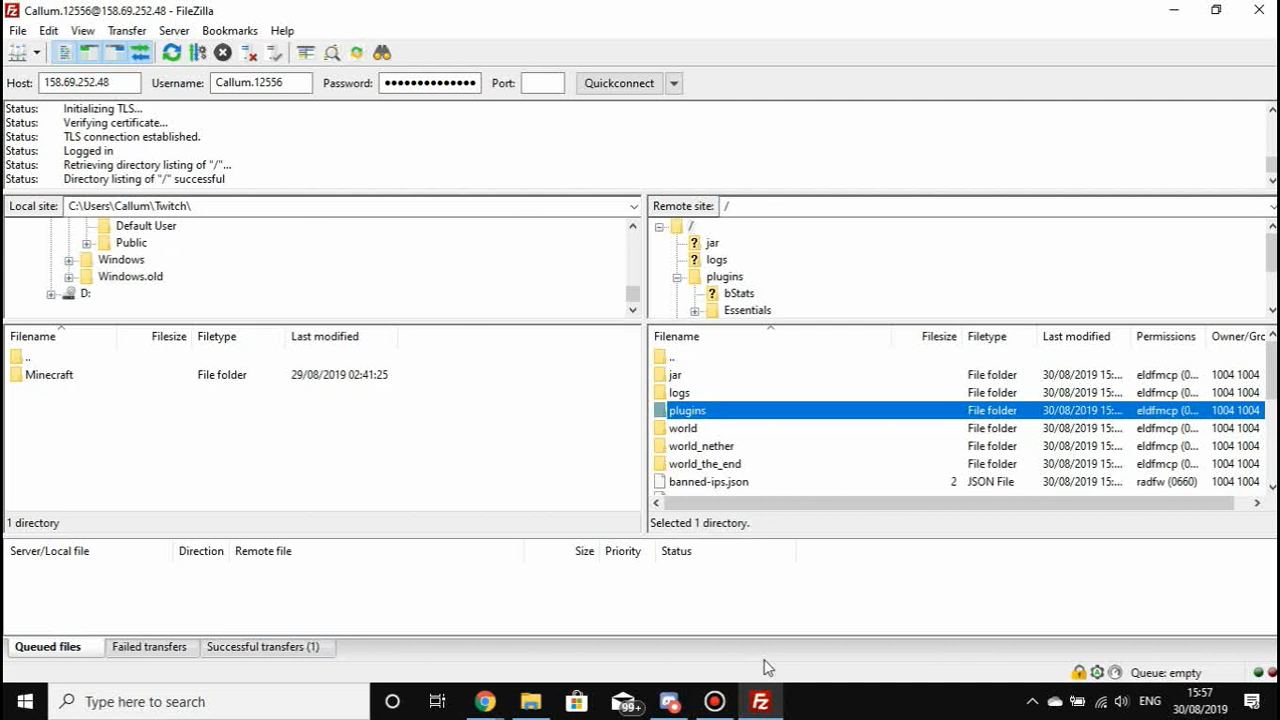 Callum.12556@158.69.252.48 - FileZilla
File Edit View Transfer Server Bookmarks Help
Host: 158.69.252.48 Username: Callum.12556 Password: ●●●●●●●●●●●●●● Port: Quickconnect
Status: Initializing TLS...
Status: Verifying certificate...
Status: TLS connection established.
Status: Logged in
Status: Retrieving directory listing of "/"...
Status: Directory listing of "/" successful
Local site: C:\Users\Callum\Twitch\
Default User
Public
Windows
Windows.old
D:
Remote site: /
/
? jar
? logs
plugins
? bStats
Essentials
Filename Filesize Filetype Last modified
..
Minecraft File folder 29/08/2019 02:41:25
1 directory
Filename Filesize Filetype Last modified Permissions Owner/Grc
..
jar File folder 30/08/2019 15:... eldfmcp (0... 1004 1004
logs File folder 30/08/2019 15:... eldfmcp (0... 1004 1004
plugins File folder 30/08/2019 15:... eldfmcp (0... 1004 1004
world File folder 30/08/2019 15:... eldfmcp (0... 1004 1004
world_nether File folder 30/08/2019 15:... eldfmcp (0... 1004 1004
world_the_end File folder 30/08/2019 15:... eldfmcp (0... 1004 1004
banned-ips.json 2 JSON File 30/08/2019 15:... radfw (0660) 1004 1004
Selected 1 directory.
Server/Local file Direction Remote file Size Priority Status
Queued files Failed transfers Successful transfers (1)
Queue: empty
Type here to search
99+
ENG
15:57
30/08/2019